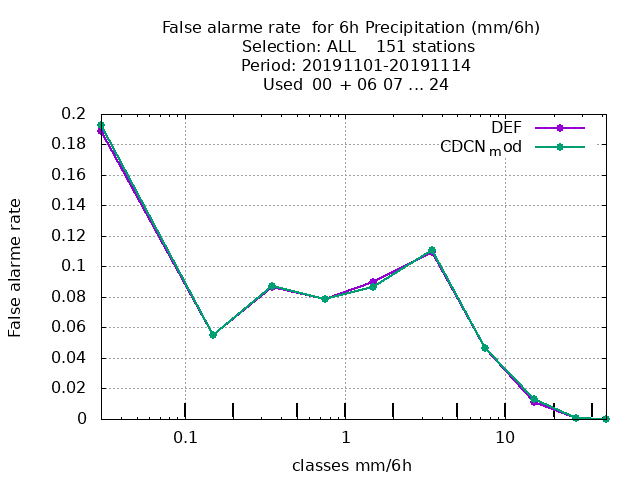 False alarme rate  for 6h Precipitation (mm/6h)
Selection: ALL    151 stations
Period: 20191101-20191114
Used  00 + 06 07 ... 24
0.2
0.18
0.16
0.14
0.12
0.1
0.08
0.06
0.04
0.02
0
False alarme rate
DEF
CDCN_mod
0.1
1
10
classes mm/6h